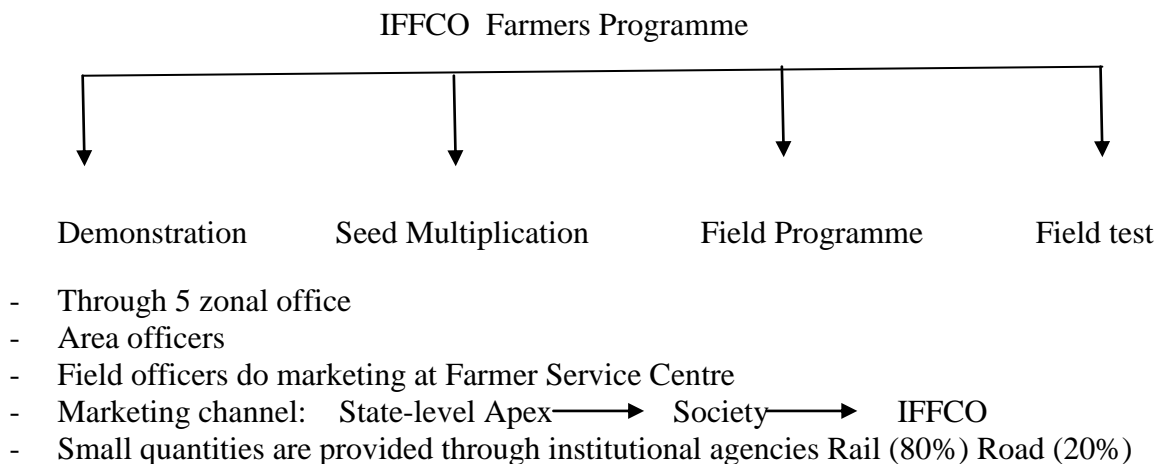 IFFCO Farmers Programme
Demonstration Seed Multiplication Field Programme Field test
- Through 5 zonal office
- Area officers
- Field officers do marketing at Farmer Service Centre
- Marketing channel: State-level Apex → Society → IFFCO
- Small quantities are provided through institutional agencies Rail (80%) Road (20%)